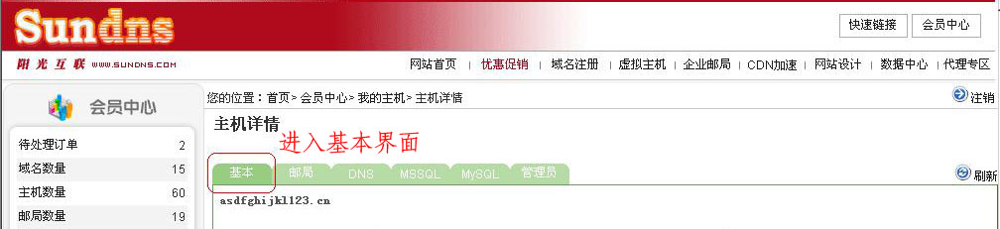 Sundns
快速链接 会员中心
阳光互联 WWW.SUNDNS.COM
网站首页 | 优惠促销 | 域名注册 | 虚拟主机 | 企业邮局 | CDN加速 | 网站设计 | 数据中心 | 代理专区
会员中心
待处理订单 2
域名数量 15
主机数量 60
邮局数量 19
您的位置：首页> 会员中心> 我的主机> 主机详情
注销
主机详情
进入基本界面
基本 邮局 DNS MSSQL MySQL 管理员
刷新
asdfghijkl123.cn